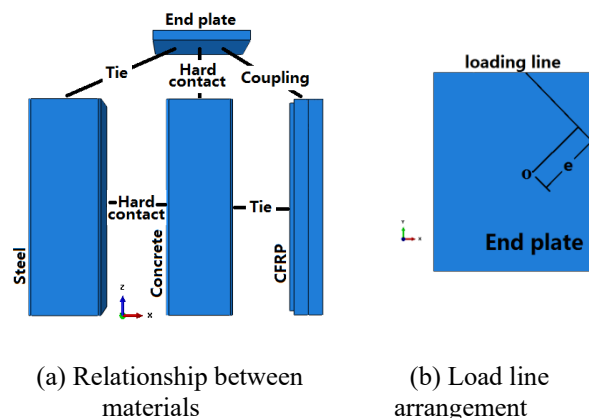 End plate
Tie
Hard
contact
Coupling
Hard
contact
Tie
Steel
Concrete
CFRP
z
x
loading line
o
e
Y
X
End plate
(a) Relationship between
materials
(b) Load line
arrangement